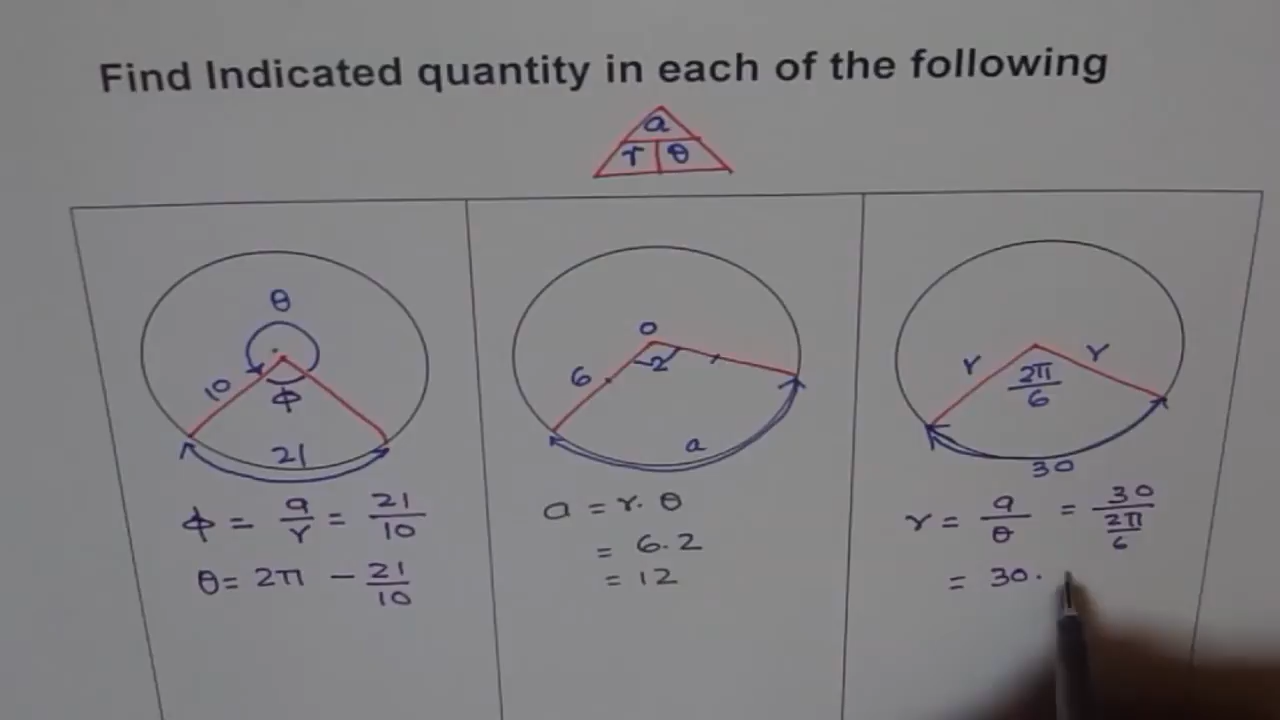 Find Indicated quantity in each of the following
a
r θ
θ
10
ϕ
21
ϕ = a/r = 21/10
θ = 2π - 21/10
0
6
2
a
a = r. θ
= 6.2
= 12
r r
2π/6
30
r = a/θ = 30/(2π/6)
= 30.